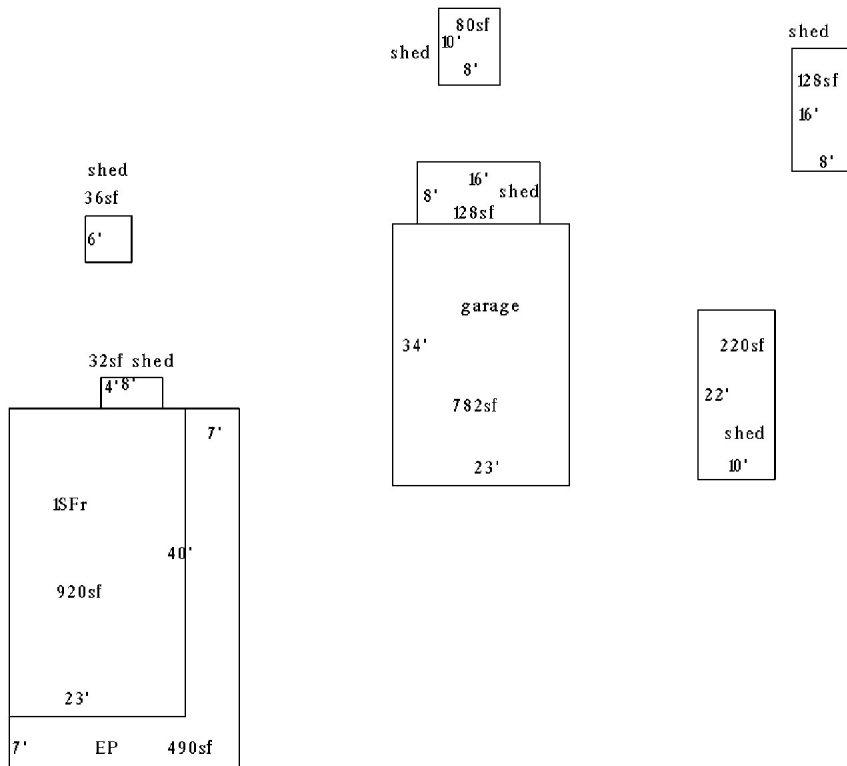 80sf
shed 10'
8'
shed
128sf
16'
8'
shed
36sf
6'
16'
8' shed
128sf
garage
34'
782sf
23'
220sf
22'
shed
10'
32sf shed
4' 8'
7'
1SFr
40'
920sf
23'
7' EP 490sf